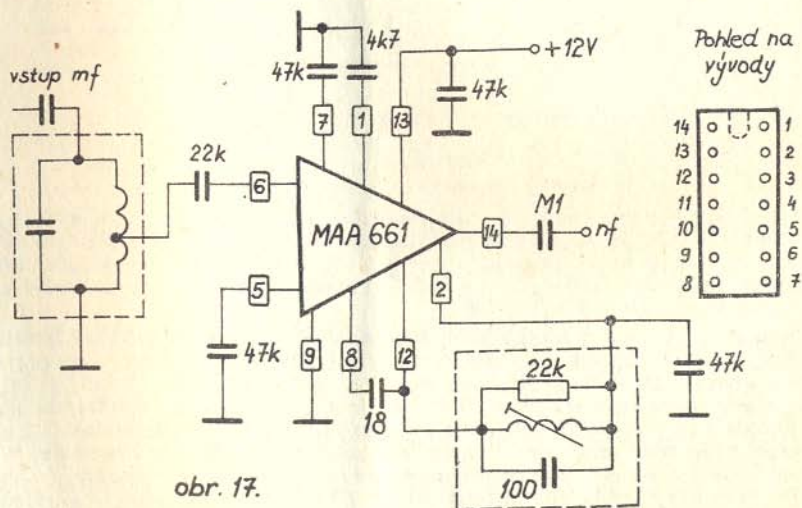 vstup mf
22k
6
5
47k
47k
7
4k7
1
13
+12V
47k
MAA 661
14
M1
nf
2
9
8
12
18
22k
100
47k
Pohled na
vývody
14 1
13 2
12 3
11 4
10 5
9 6
8 7
obr. 17.